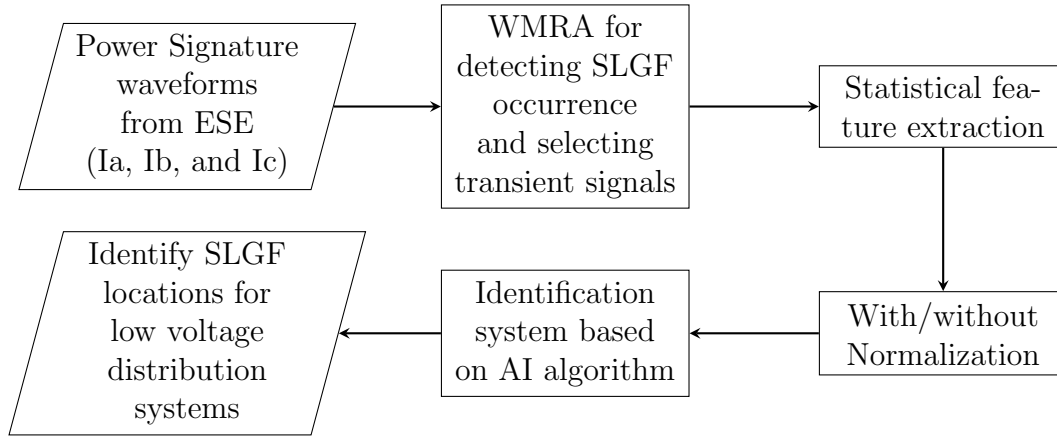 Power Signature
waveforms
from ESE
(Ia, Ib, and Ic)
WMRA for
detecting SLGF
occurrence
and selecting
transient signals
Statistical fea-
ture extraction
With/without
Normalization
Identification
system based
on AI algorithm
Identify SLGF
locations for
low voltage
distribution
systems